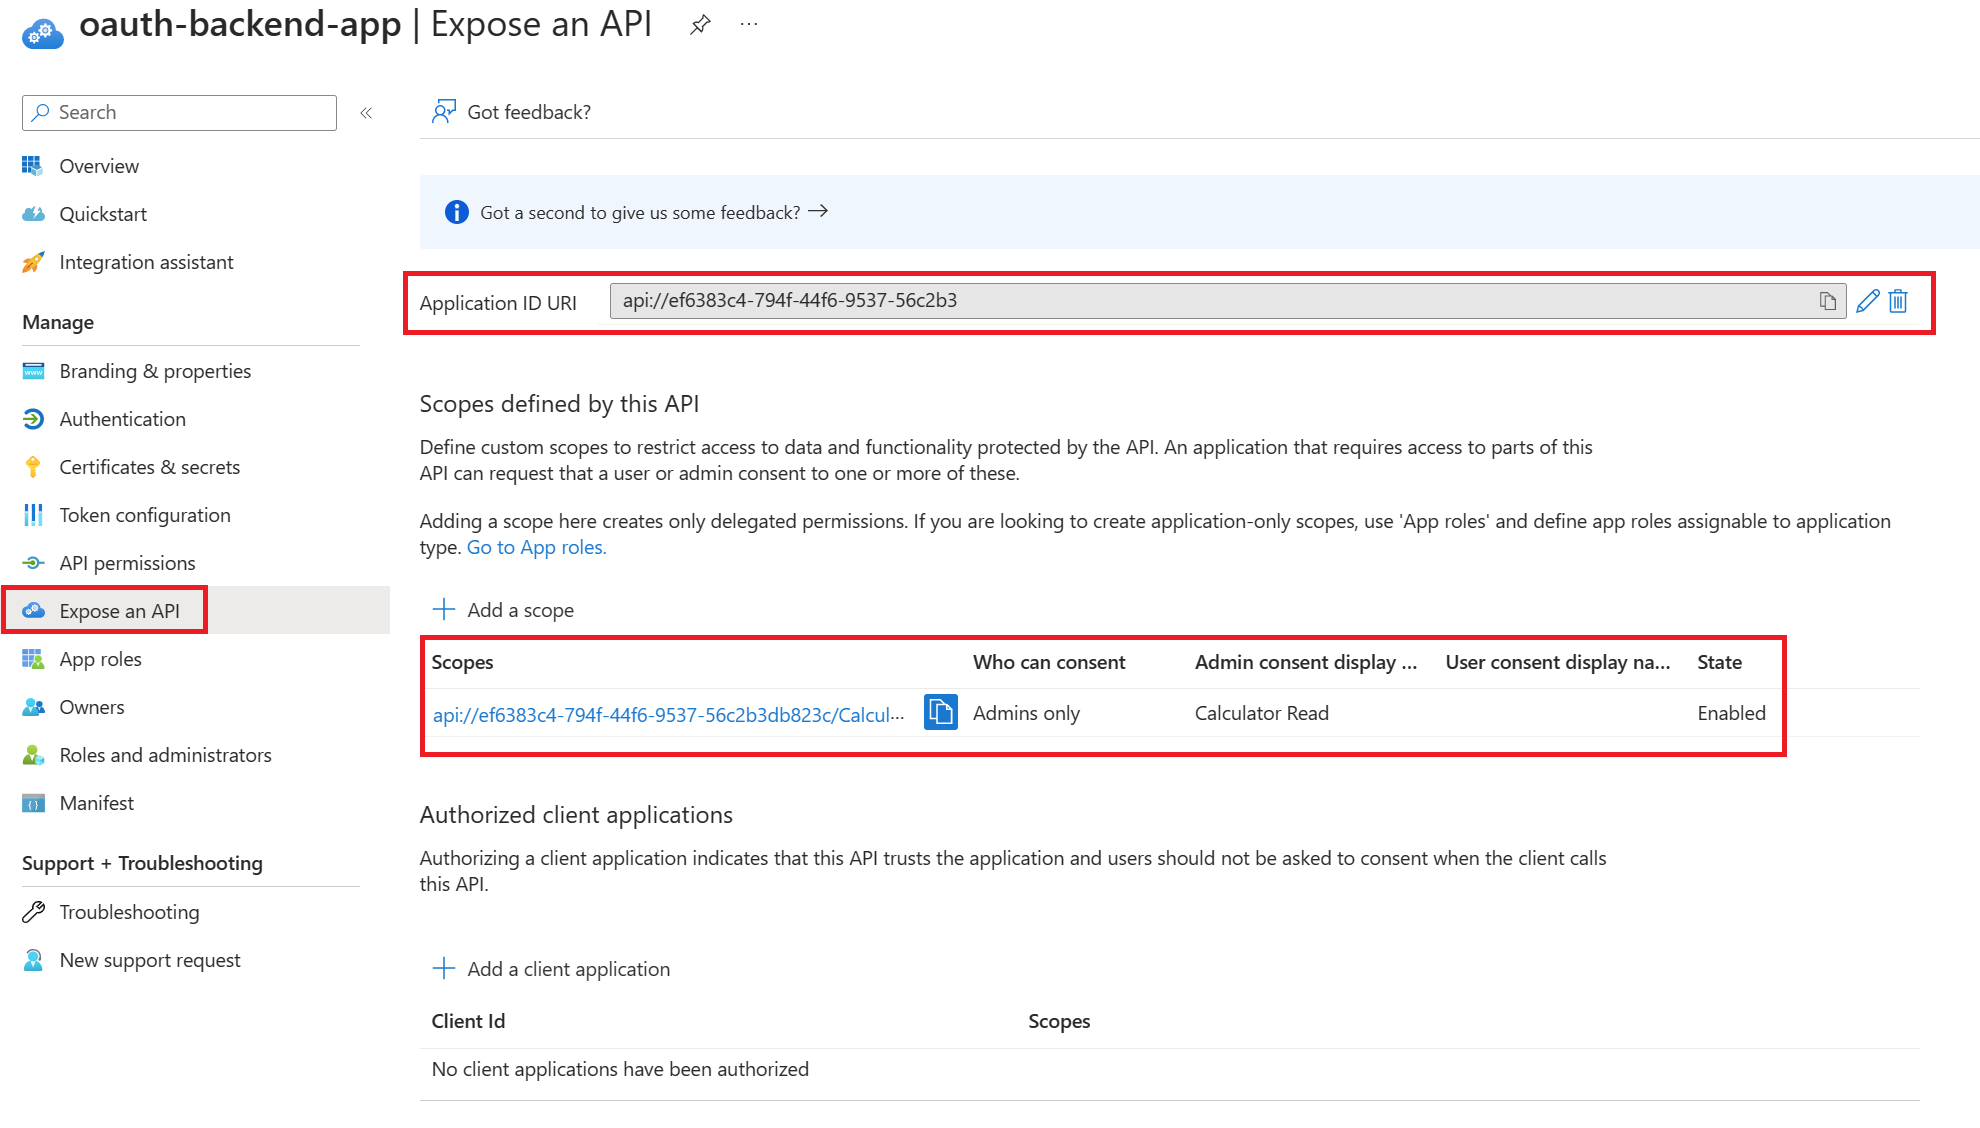 oauth-backend-app | Expose an API ...
Search «
Overview
Quickstart
Integration assistant
Manage
Branding & properties
Authentication
Certificates & secrets
Token configuration
API permissions
Expose an API
App roles
Owners
Roles and administrators
Manifest
Support + Troubleshooting
Troubleshooting
New support request
Got feedback?
Got a second to give us some feedback? →
Application ID URI api://ef6383c4-794f-44f6-9537-56c2b3
Scopes defined by this API
Define custom scopes to restrict access to data and functionality protected by the API. An application that requires access to parts of this
API can request that a user or admin consent to one or more of these.
Adding a scope here creates only delegated permissions. If you are looking to create application-only scopes, use 'App roles' and define app roles assignable to application
type. Go to App roles.
+ Add a scope
Scopes Who can consent Admin consent display ... User consent display na... State
api://ef6383c4-794f-44f6-9537-56c2b3db823c/Calcul... Admins only Calculator Read Enabled
Authorized client applications
Authorizing a client application indicates that this API trusts the application and users should not be asked to consent when the client calls
this API.
+ Add a client application
Client Id Scopes
No client applications have been authorized